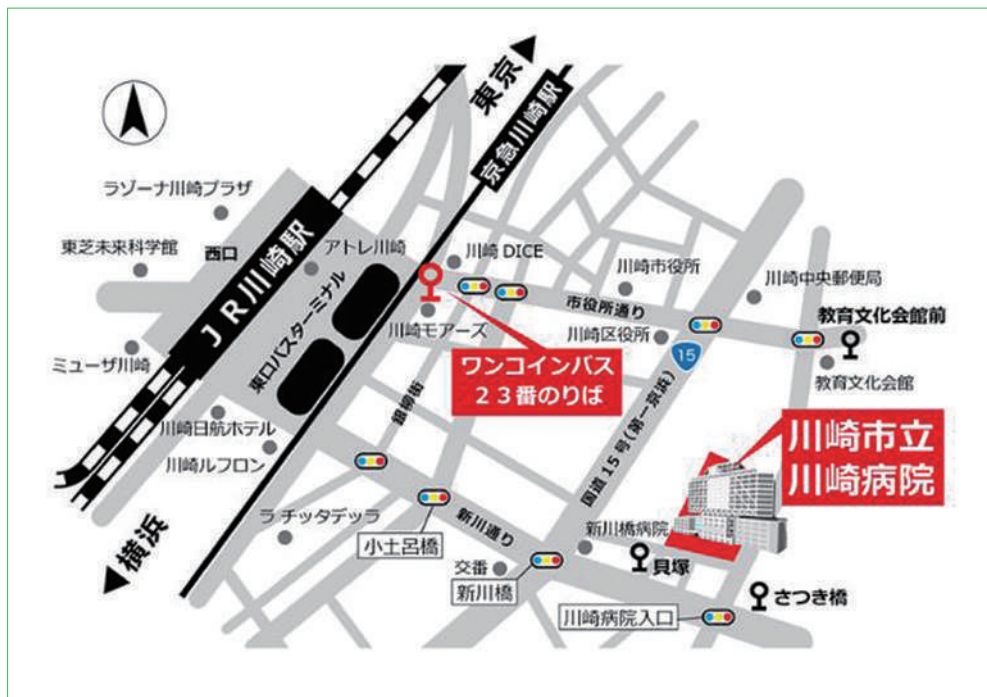 東京
京急川崎駅
ラゾーナ川崎プラザ
東芝未来科学館
西口
JR川崎駅
アトレ川崎
川崎 DICE
川崎市役所
川崎中央郵便局
東口バスターミナル
市役所通り
教育文化会館前
川崎モアーズ
川崎区役所
ミューザ川崎
15
ワンコインバス
23番のりば
教育文化会館
銀柳街
国道15号(第一京浜)
川崎市立
川崎病院
川崎日航ホテル
川崎ルフロン
ラ チッタデッラ
新川通り
新川橋病院
小土呂橋
横浜
交番
貝塚
新川橋
さつき橋
川崎病院入口